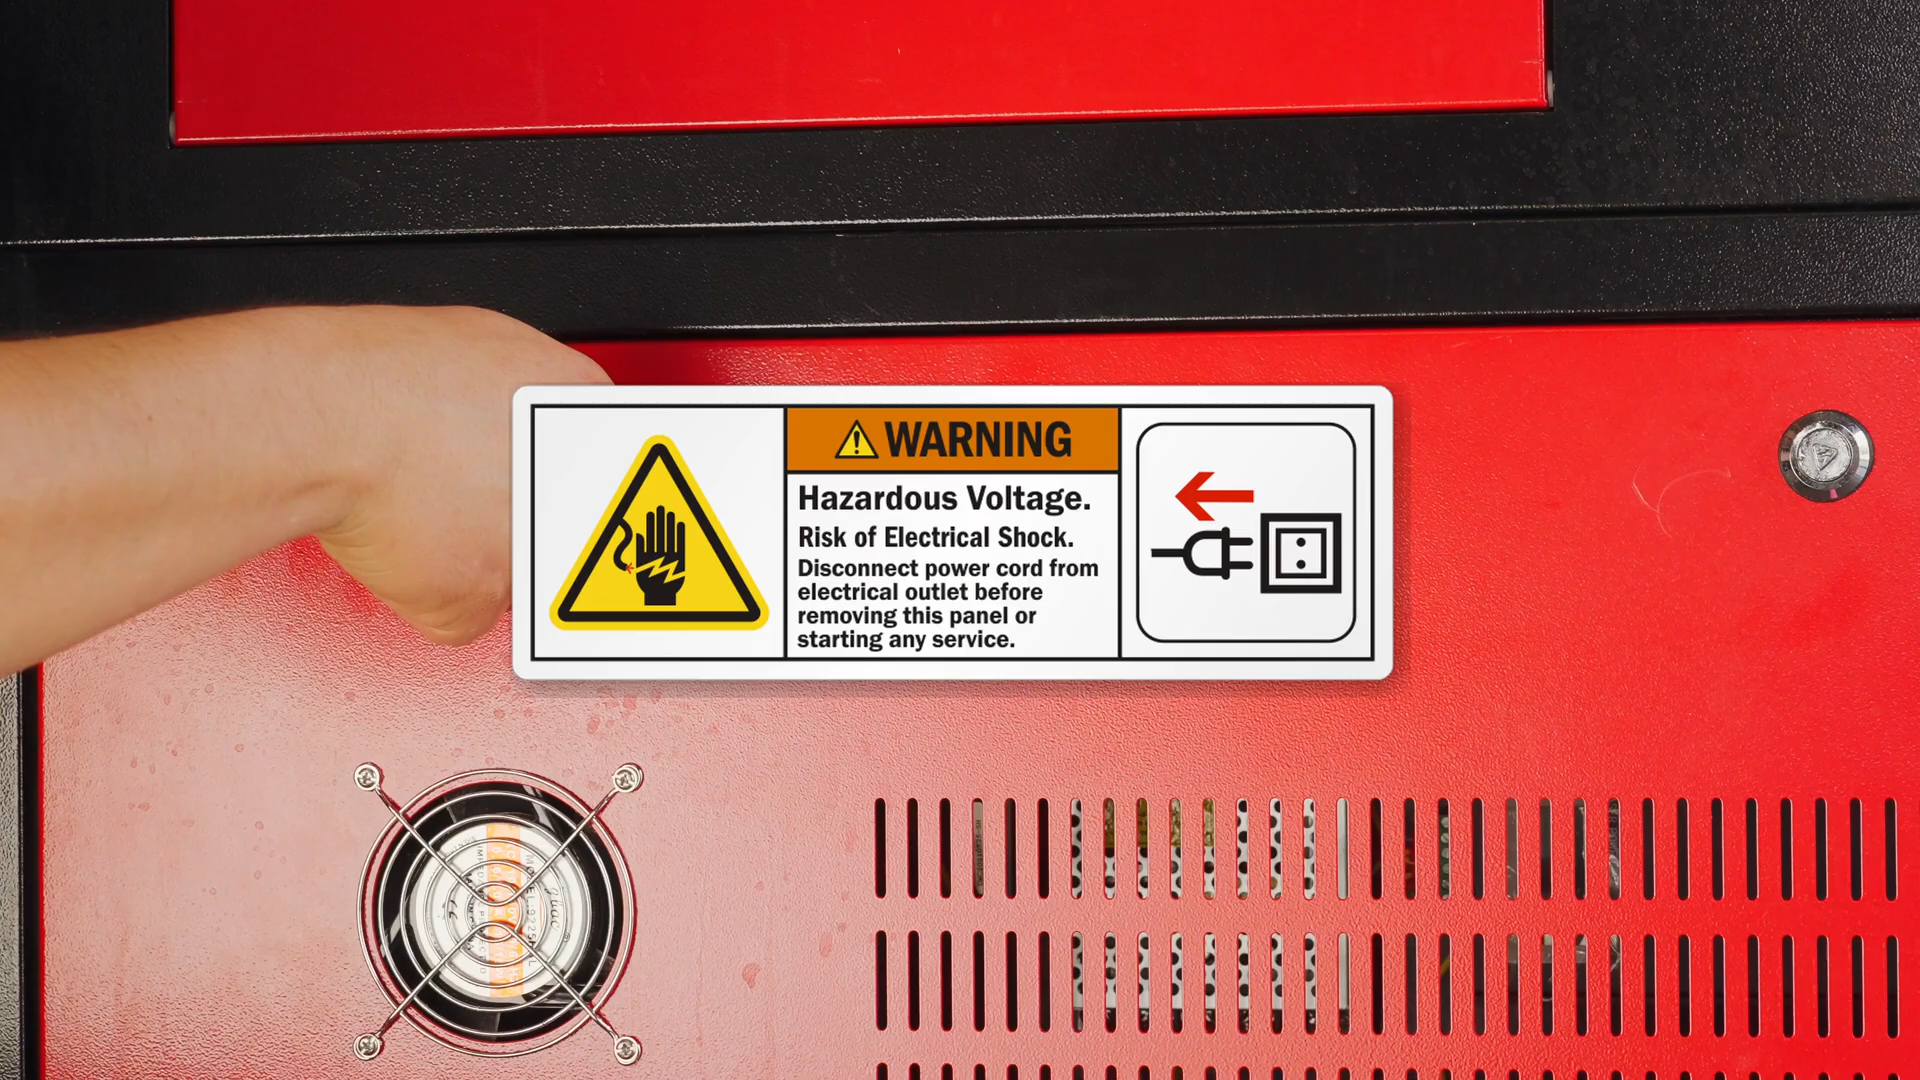 WARNING
Hazardous Voltage.
Risk of Electrical Shock.
Disconnect power cord from
electrical outlet before
removing this panel or
starting any service.